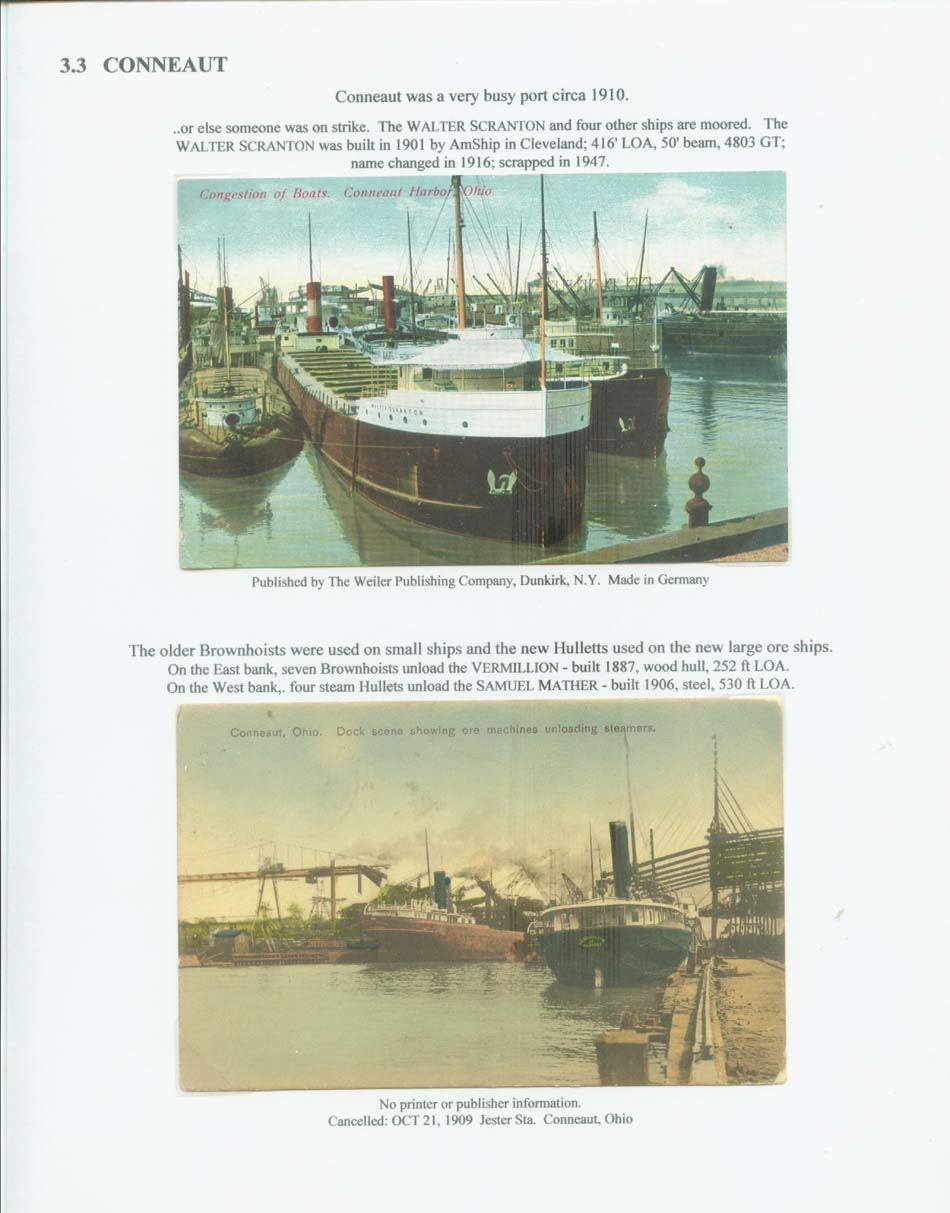 3.3 CONNEAUT
Conneaut was a very busy port circa 1910.
..or else someone was on strike. The WALTER SCRANTON and four other ships are moored. The
WALTER SCRANTON was built in 1901 by AmShip in Cleveland; 416' LOA, 50' beam, 4803 GT;
name changed in 1916; scrapped in 1947.
Congestion of Boats. Conneaut Harbor, Ohio.
WALTER SCRANTON
Published by The Weiler Publishing Company, Dunkirk, N.Y. Made in Germany
The older Brownhoists were used on small ships and the new Hulletts used on the new large ore ships.
On the East bank, seven Brownhoists unload the VERMILLION - built 1887, wood hull, 252 ft LOA.
On the West bank,. four steam Hullets unload the SAMUEL MATHER - built 1906, steel, 530 ft LOA.
Conneaut, Ohio. Dock scene showing ore machines unloading steamers.
No printer or publisher information.
Cancelled: OCT 21, 1909 Jester Sta. Conneaut, Ohio